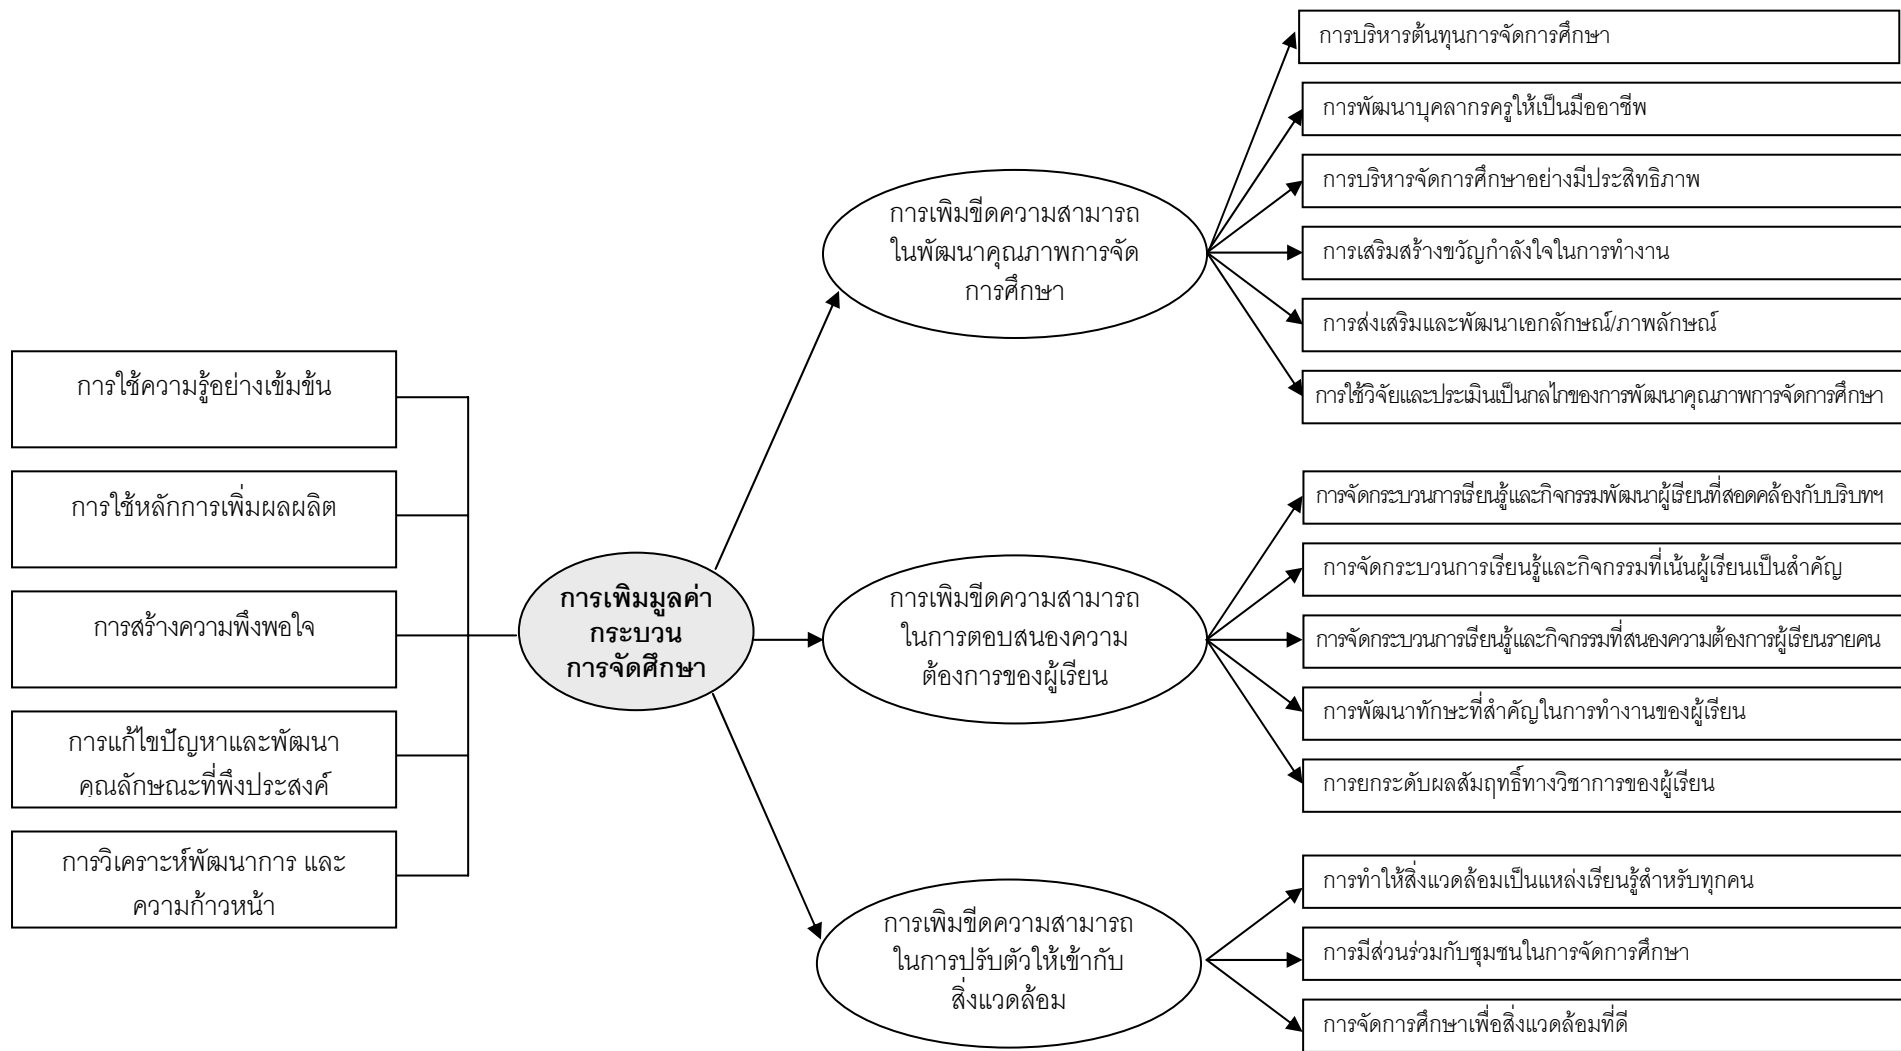 การใช้ความรู้อย่างเข้มข้น
การใช้หลักการเพิ่มผลผลิต
การสร้างความพึงพอใจ
การแก้ไขปัญหาและพัฒนา
คุณลักษณะที่พึงประสงค์
การวิเคราะห์พัฒนาการ และ
ความก้าวหน้า
การเพิ่มมูลค่า
กระบวน
การจัดศึกษา
การเพิ่มขีดความสามารถ
ในพัฒนาคุณภาพการจัด
การศึกษา
การเพิ่มขีดความสามารถ
ในการตอบสนองความ
ต้องการของผู้เรียน
การเพิ่มขีดความสามารถ
ในการปรับตัวให้เข้ากับ
สิ่งแวดล้อม
การบริหารต้นทุนการจัดการศึกษา
การพัฒนาบุคลากรครูให้เป็นมืออาชีพ
การบริหารจัดการศึกษาอย่างมีประสิทธิภาพ
การเสริมสร้างขวัญกำลังใจในการทำงาน
การส่งเสริมและพัฒนาเอกลักษณ์/ภาพลักษณ์
การใช้วิจัยและประเมินเป็นกลไกของการพัฒนาคุณภาพการจัดการศึกษา
การจัดกระบวนการเรียนรู้และกิจกรรมพัฒนาผู้เรียนที่สอดคล้องกับบริบทฯ
การจัดกระบวนการเรียนรู้และกิจกรรมที่เน้นผู้เรียนเป็นสำคัญ
การจัดกระบวนการเรียนรู้และกิจกรรมที่สนองความต้องการผู้เรียนรายคน
การพัฒนาทักษะที่สำคัญในการทำงานของผู้เรียน
การยกระดับผลสัมฤทธิ์ทางวิชาการของผู้เรียน
การทำให้สิ่งแวดล้อมเป็นแหล่งเรียนรู้สำหรับทุกคน
การมีส่วนร่วมกับชุมชนในการจัดการศึกษา
การจัดการศึกษาเพื่อสิ่งแวดล้อมที่ดี